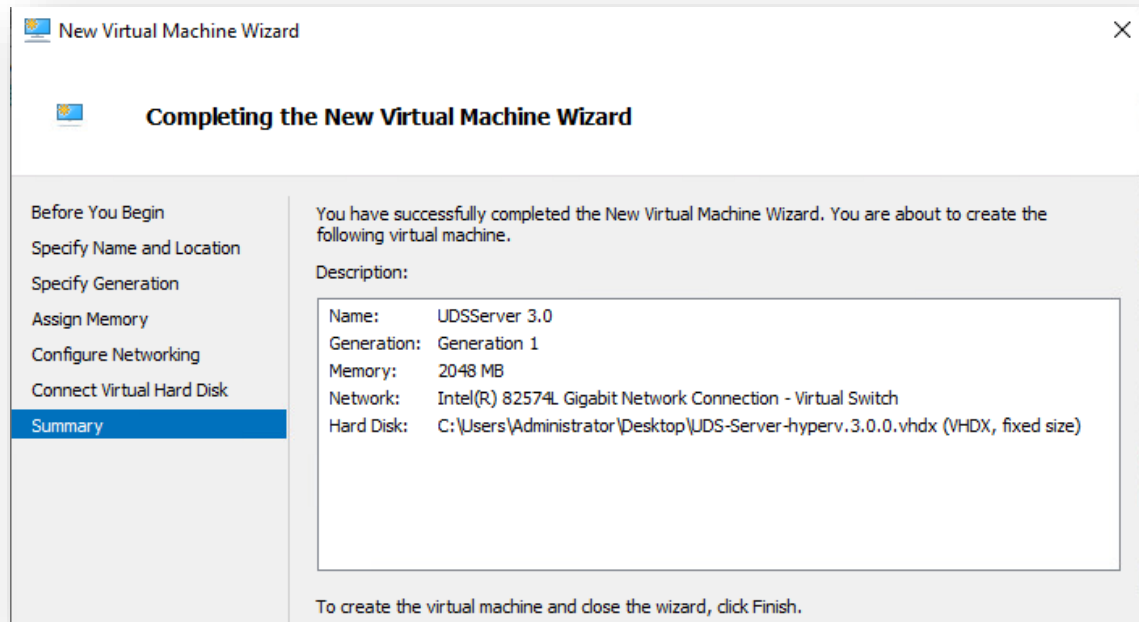 New Virtual Machine Wizard
Completing the New Virtual Machine Wizard
Before You Begin
Specify Name and Location
Specify Generation
Assign Memory
Configure Networking
Connect Virtual Hard Disk
Summary
You have successfully completed the New Virtual Machine Wizard. You are about to create the
following virtual machine.
Description:
Name: UDSServer 3.0
Generation: Generation 1
Memory: 2048 MB
Network: Intel(R) 82574L Gigabit Network Connection - Virtual Switch
Hard Disk: C:\Users\Administrator\Desktop\UDS-Server-hyperv.3.0.0.vhdx (VHDX, fixed size)
To create the virtual machine and close the wizard, click Finish.